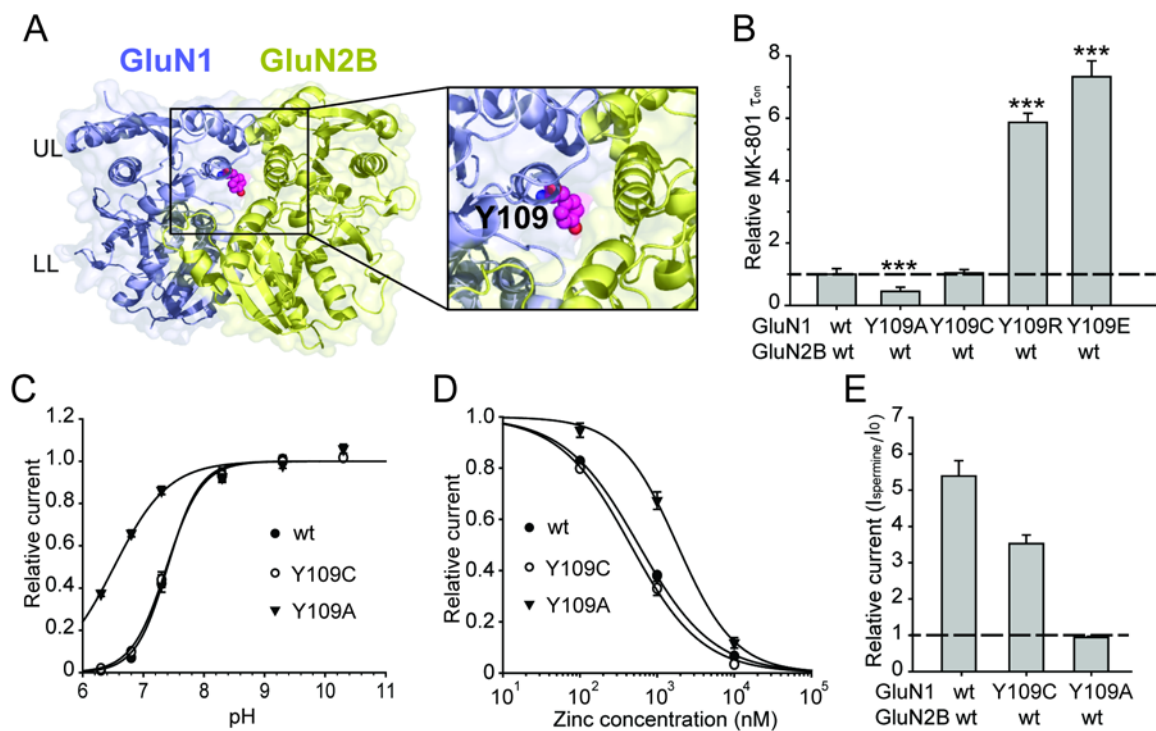 A
GluN1 GluN2B
UL
LL
Y109
B
Relative MK-801 τon
8
6
4
2
1
0
***
***
***
GluN1 wt Y109A Y109C Y109R Y109E
GluN2B wt wt wt wt wt
C
Relative current
1.2
1.0
0.8
0.6
0.4
0.2
0
6 7 8 9 10 11
pH
wt
Y109C
Y109A
D
Relative current
1.0
0.8
0.6
0.4
0.2
0
10¹ 10² 10³ 10⁴ 10⁵
Zinc concentration (nM)
wt
Y109C
Y109A
E
Relative current (Ispermine/I0)
7
6
5
4
3
2
1
0
GluN1 wt Y109C Y109A
GluN2B wt wt wt